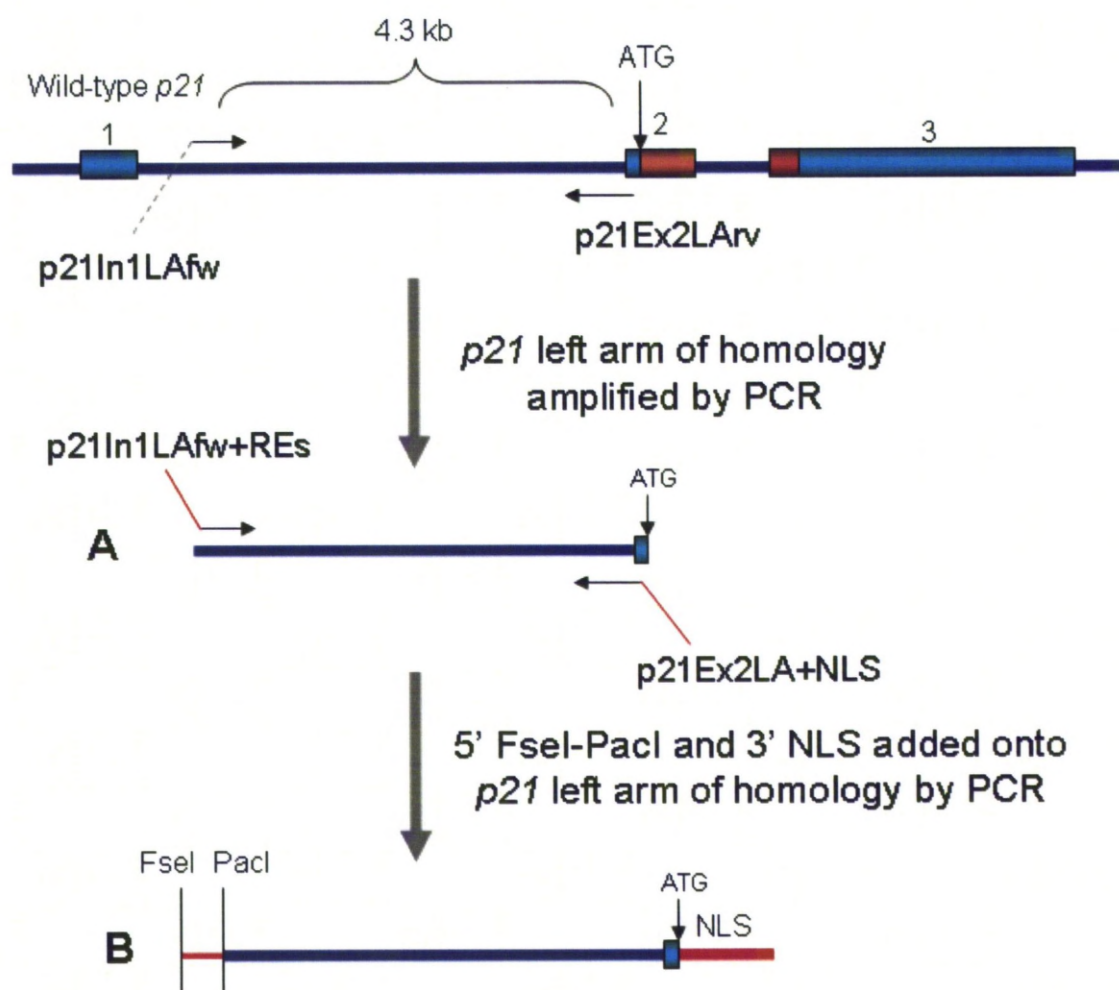 4.3 kb
ATG
Wild-type p21
1
2
3
p21In1LAfw
p21Ex2LArv
p21 left arm of homology
amplified by PCR
p21In1LAfw+REs
ATG
A
p21Ex2LA+NLS
5' FseI-PacI and 3' NLS added onto
p21 left arm of homology by PCR
FseI
PacI
ATG
NLS
B